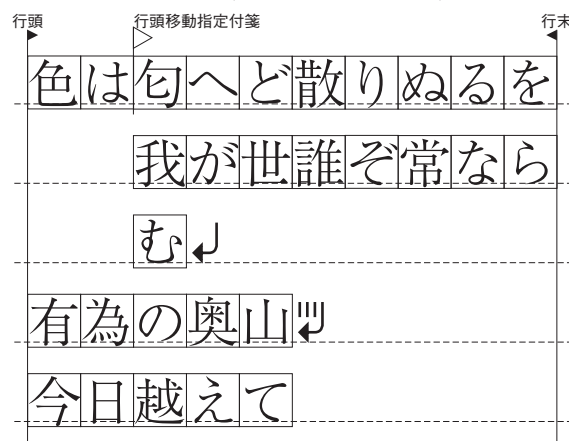 行頭 行頭移動指定付箋 行末
色は匂へど散りぬるを
我が世誰ぞ常なら
む
有為の奥山
今日越えて